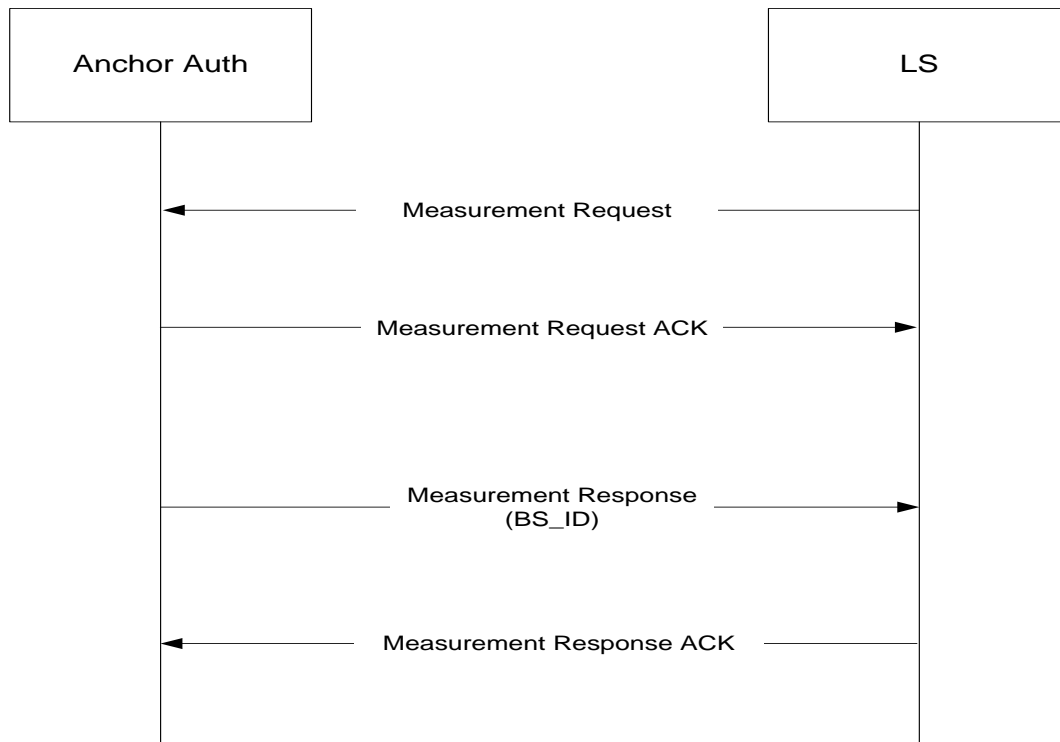 Anchor Auth
LS
Measurement Request
Measurement Request ACK
Measurement Response
(BS_ID)
Measurement Response ACK